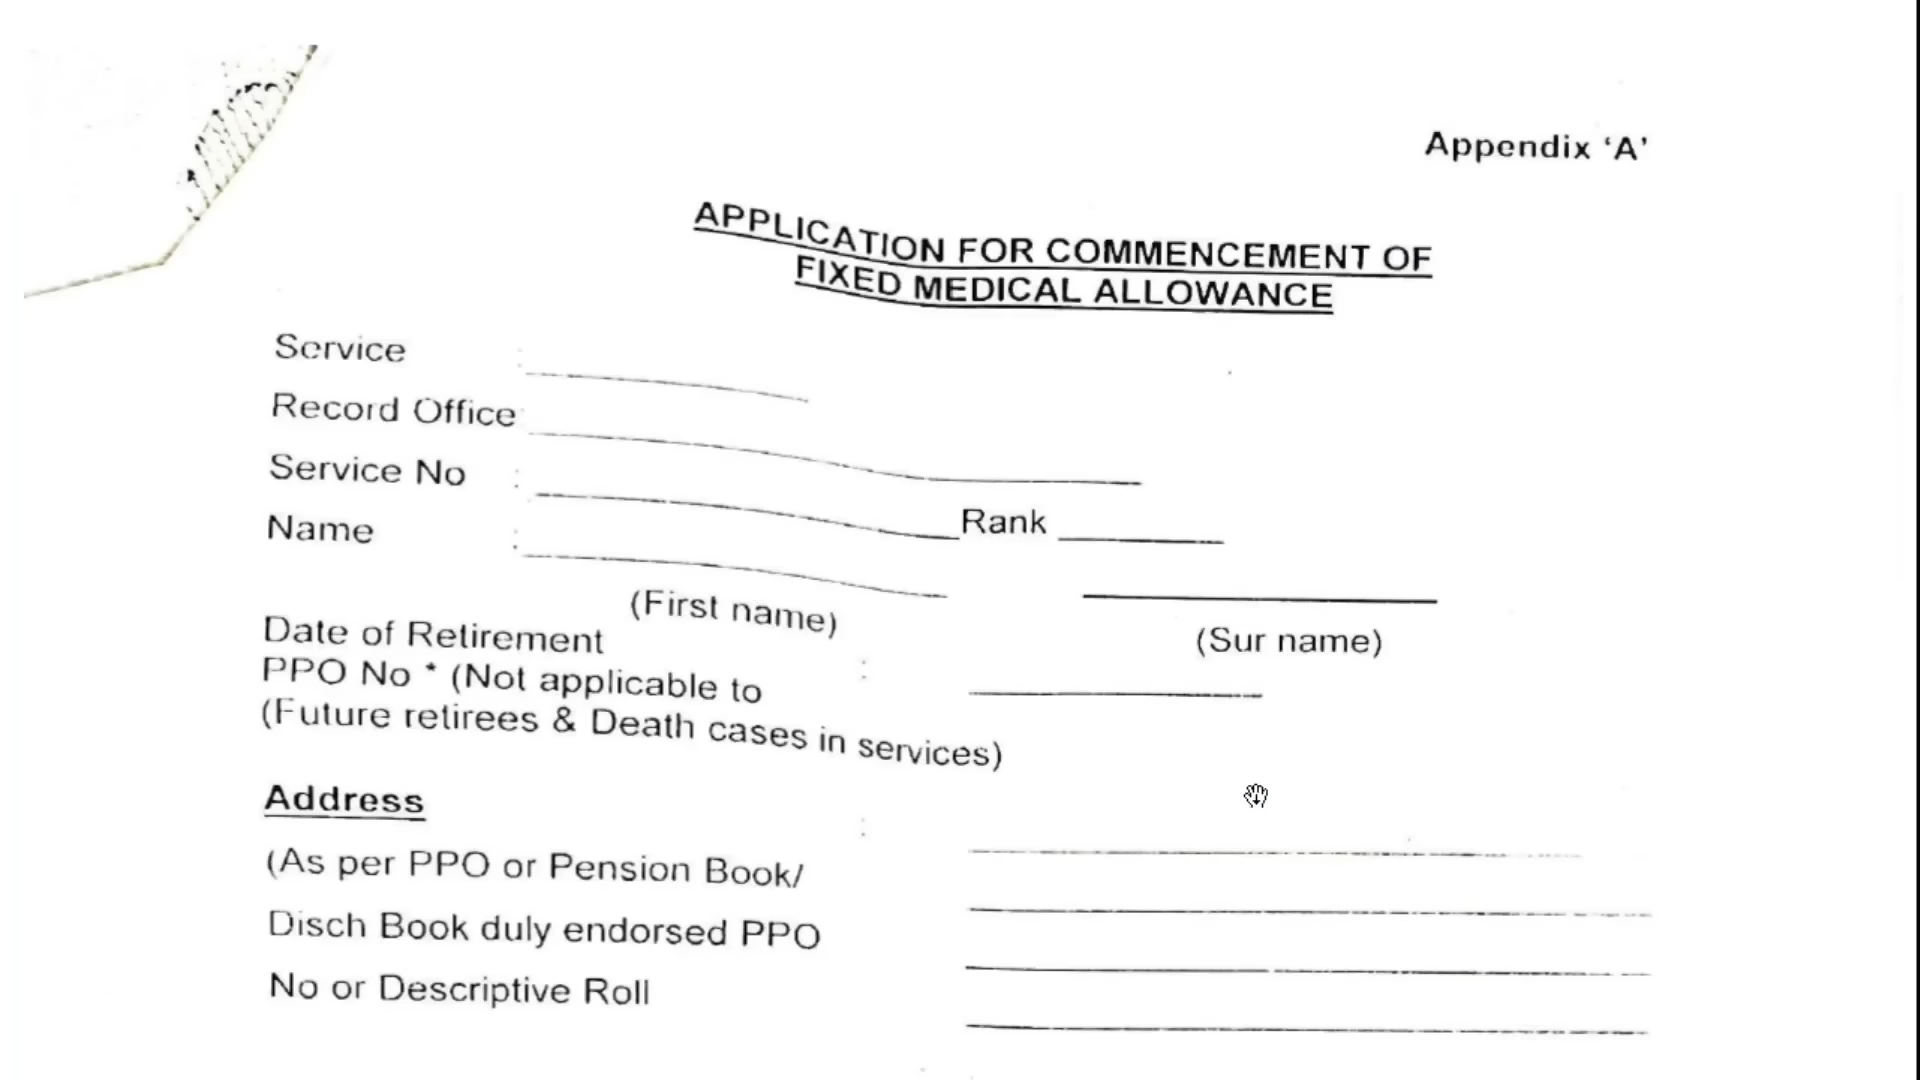 Appendix ‘A’
APPLICATION FOR COMMENCEMENT OF
FIXED MEDICAL ALLOWANCE
Service :
Record Office:
Service No : Rank
Name :
(First name) (Sur name)
Date of Retirement
PPO No * (Not applicable to :
(Future retirees & Death cases in services)
Address :
(As per PPO or Pension Book/
Disch Book duly endorsed PPO
No or Descriptive Roll